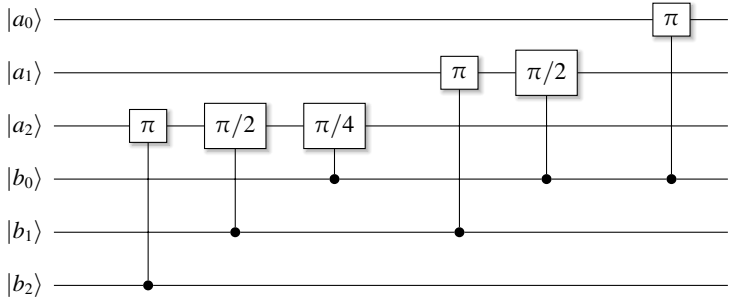 |a₀⟩ π
|a₁⟩ π π/2
|a₂⟩ π π/2 π/4
|b₀⟩
|b₁⟩
|b₂⟩